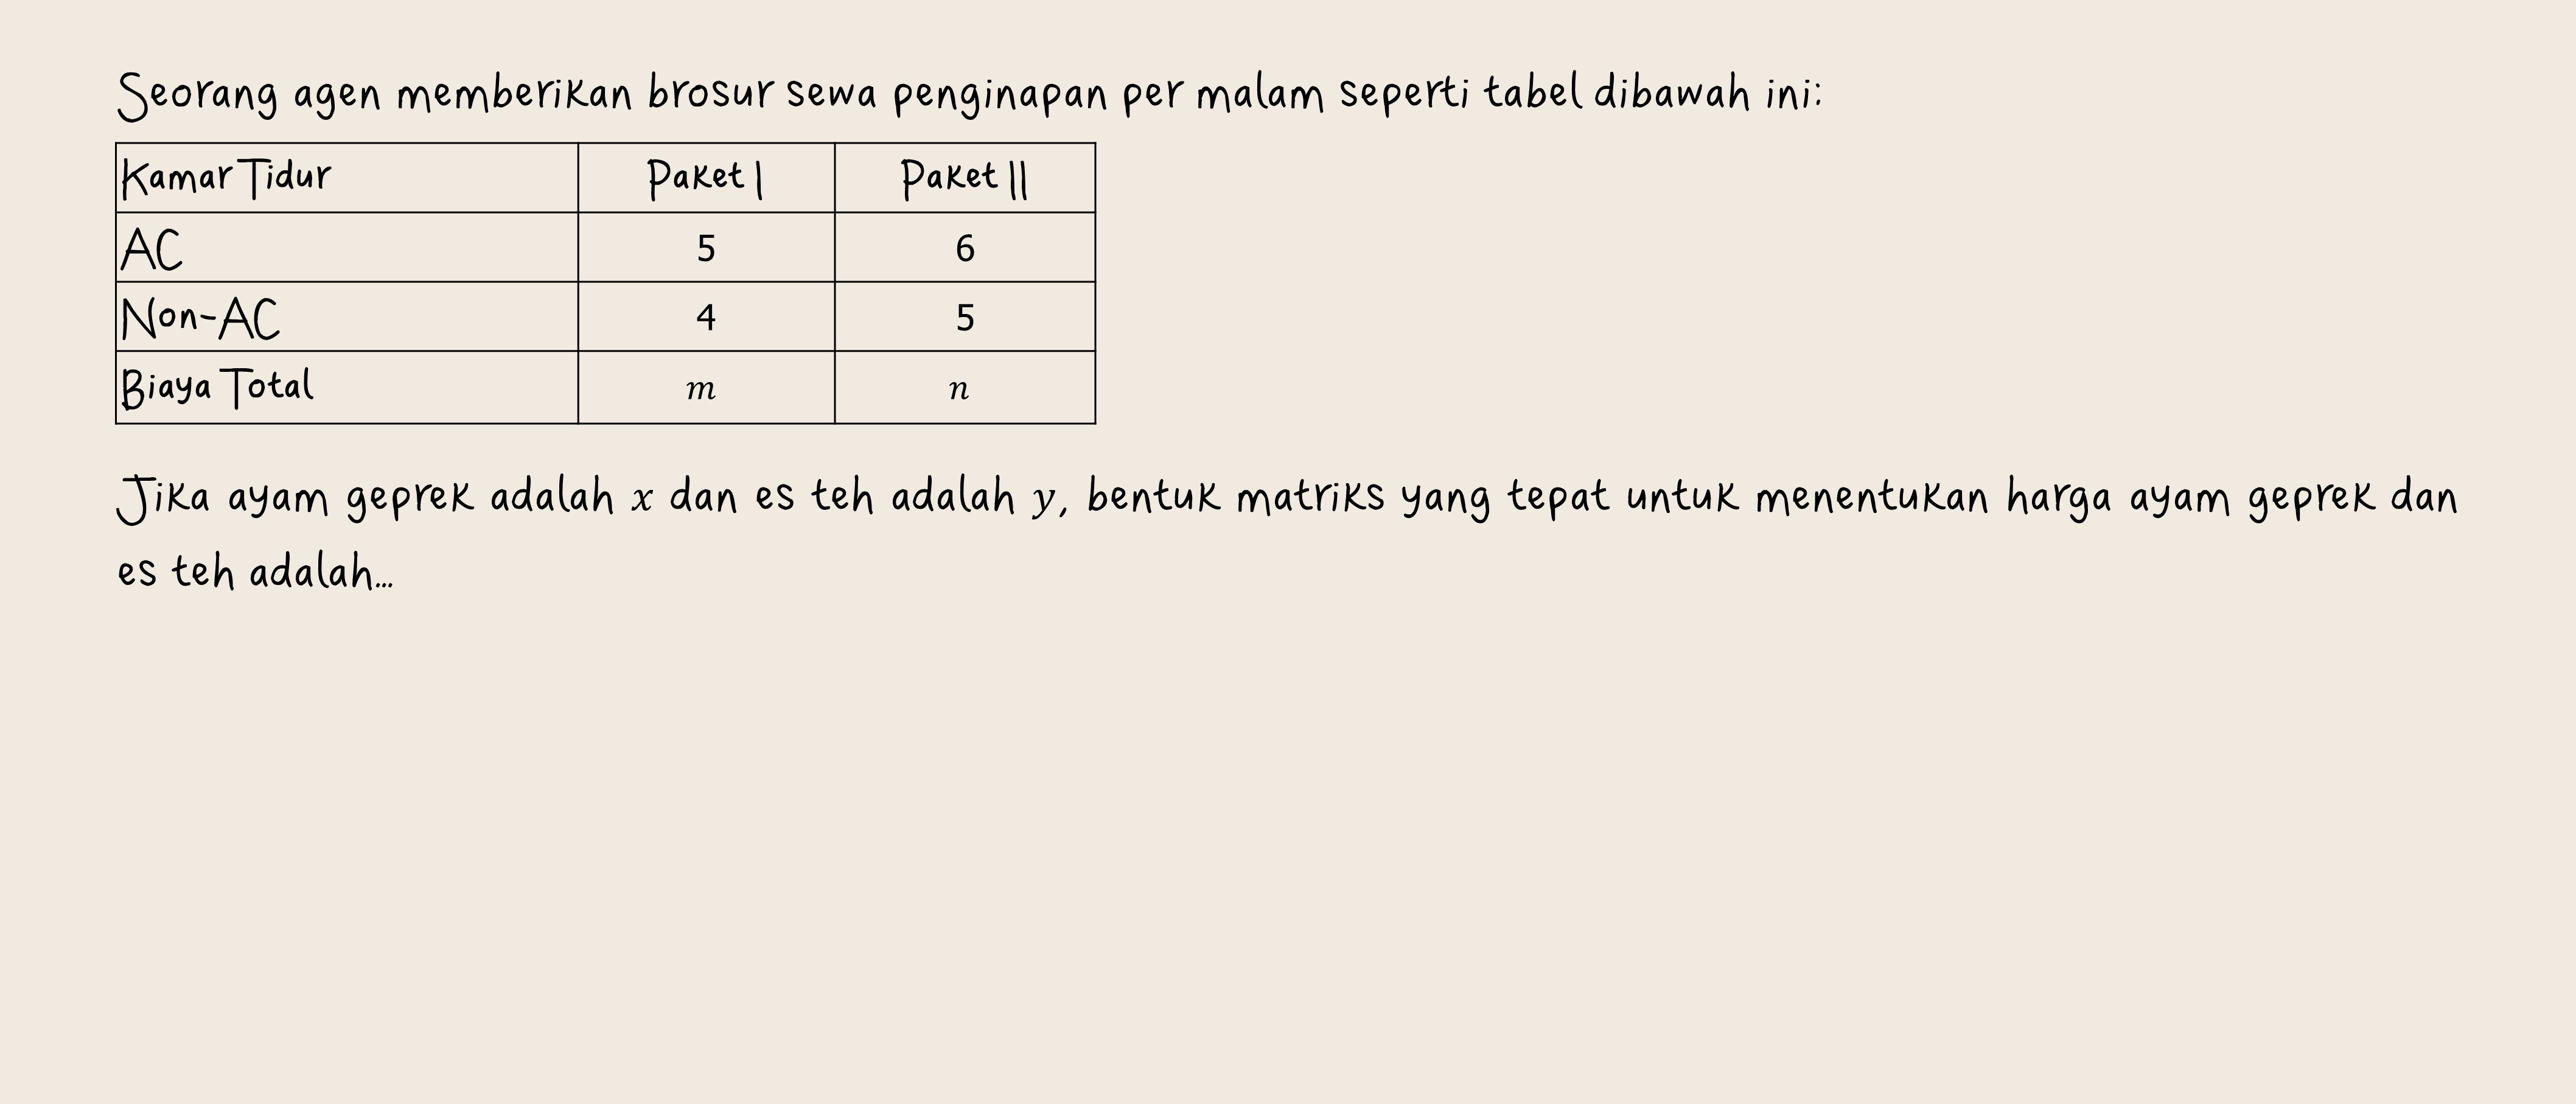 Seorang agen memberikan brosur sewa penginapan per malam seperti tabel dibawah ini:
Kamar Tidur Paket I Paket II
AC 5 6
Non-AC 4 5
Biaya Total m n
Jika ayam geprek adalah x dan es teh adalah y, bentuk matriks yang tepat untuk menentukan harga ayam geprek dan
es teh adalah...